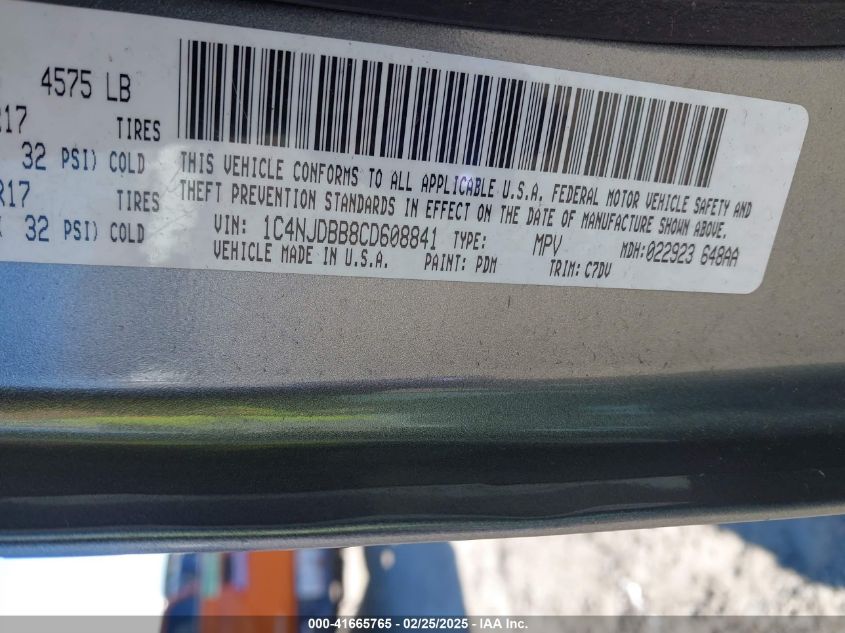 4575 LB
R17 TIRES
32 PSI) COLD
R17 TIRES
32 PSI) COLD
THIS VEHICLE CONFORMS TO ALL APPLICABLE U.S.A. FEDERAL MOTOR VEHICLE SAFETY AND
THEFT PREVENTION STANDARDS IN EFFECT ON THE DATE OF MANUFACTURE SHOWN ABOVE.
VIN: 1C4NJDBB8CD608841 TYPE: MPV MDH:022923 648AA
VEHICLE MADE IN U.S.A. PAINT: PDM TRIM: C7DV
000-41665765 - 02/25/2025 - IAA Inc.